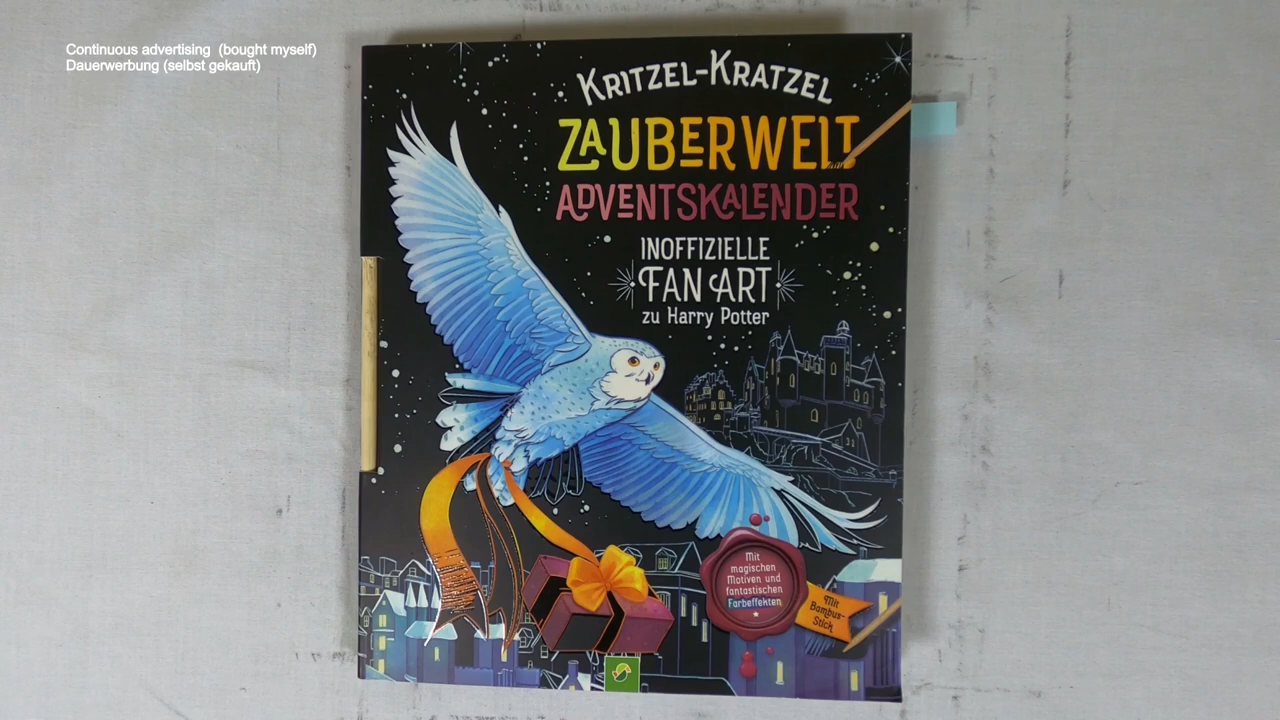 Continuous advertising  (bought myself)
Dauerwerbung (selbst gekauft)
KRITZEL-KRATZEL
ZAUBERWELT
ADVENTSKALENDER
INOFFIZIELLE
FAN ART
zu Harry Potter
Mit
magischen
Motiven und
fantastischen
Farbeffekten
Mit
Bambus-
Stick